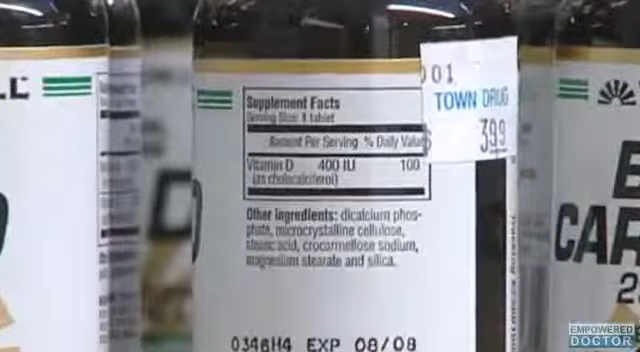 001
TOWN DRUG
$ 3.99
Supplement Facts
Serving Size: 1 tablet
Amount Per Serving % Daily Value
Vitamin D 400 IU 100
(as cholecalciferol)
Other ingredients: dicalcium phos-
phate, microcrystalline cellulose,
stearic acid, crocarmellose sodium,
magnesium stearate and silica.
0346H4 EXP 08/08
CAR
EMPOWERED
DOCTOR